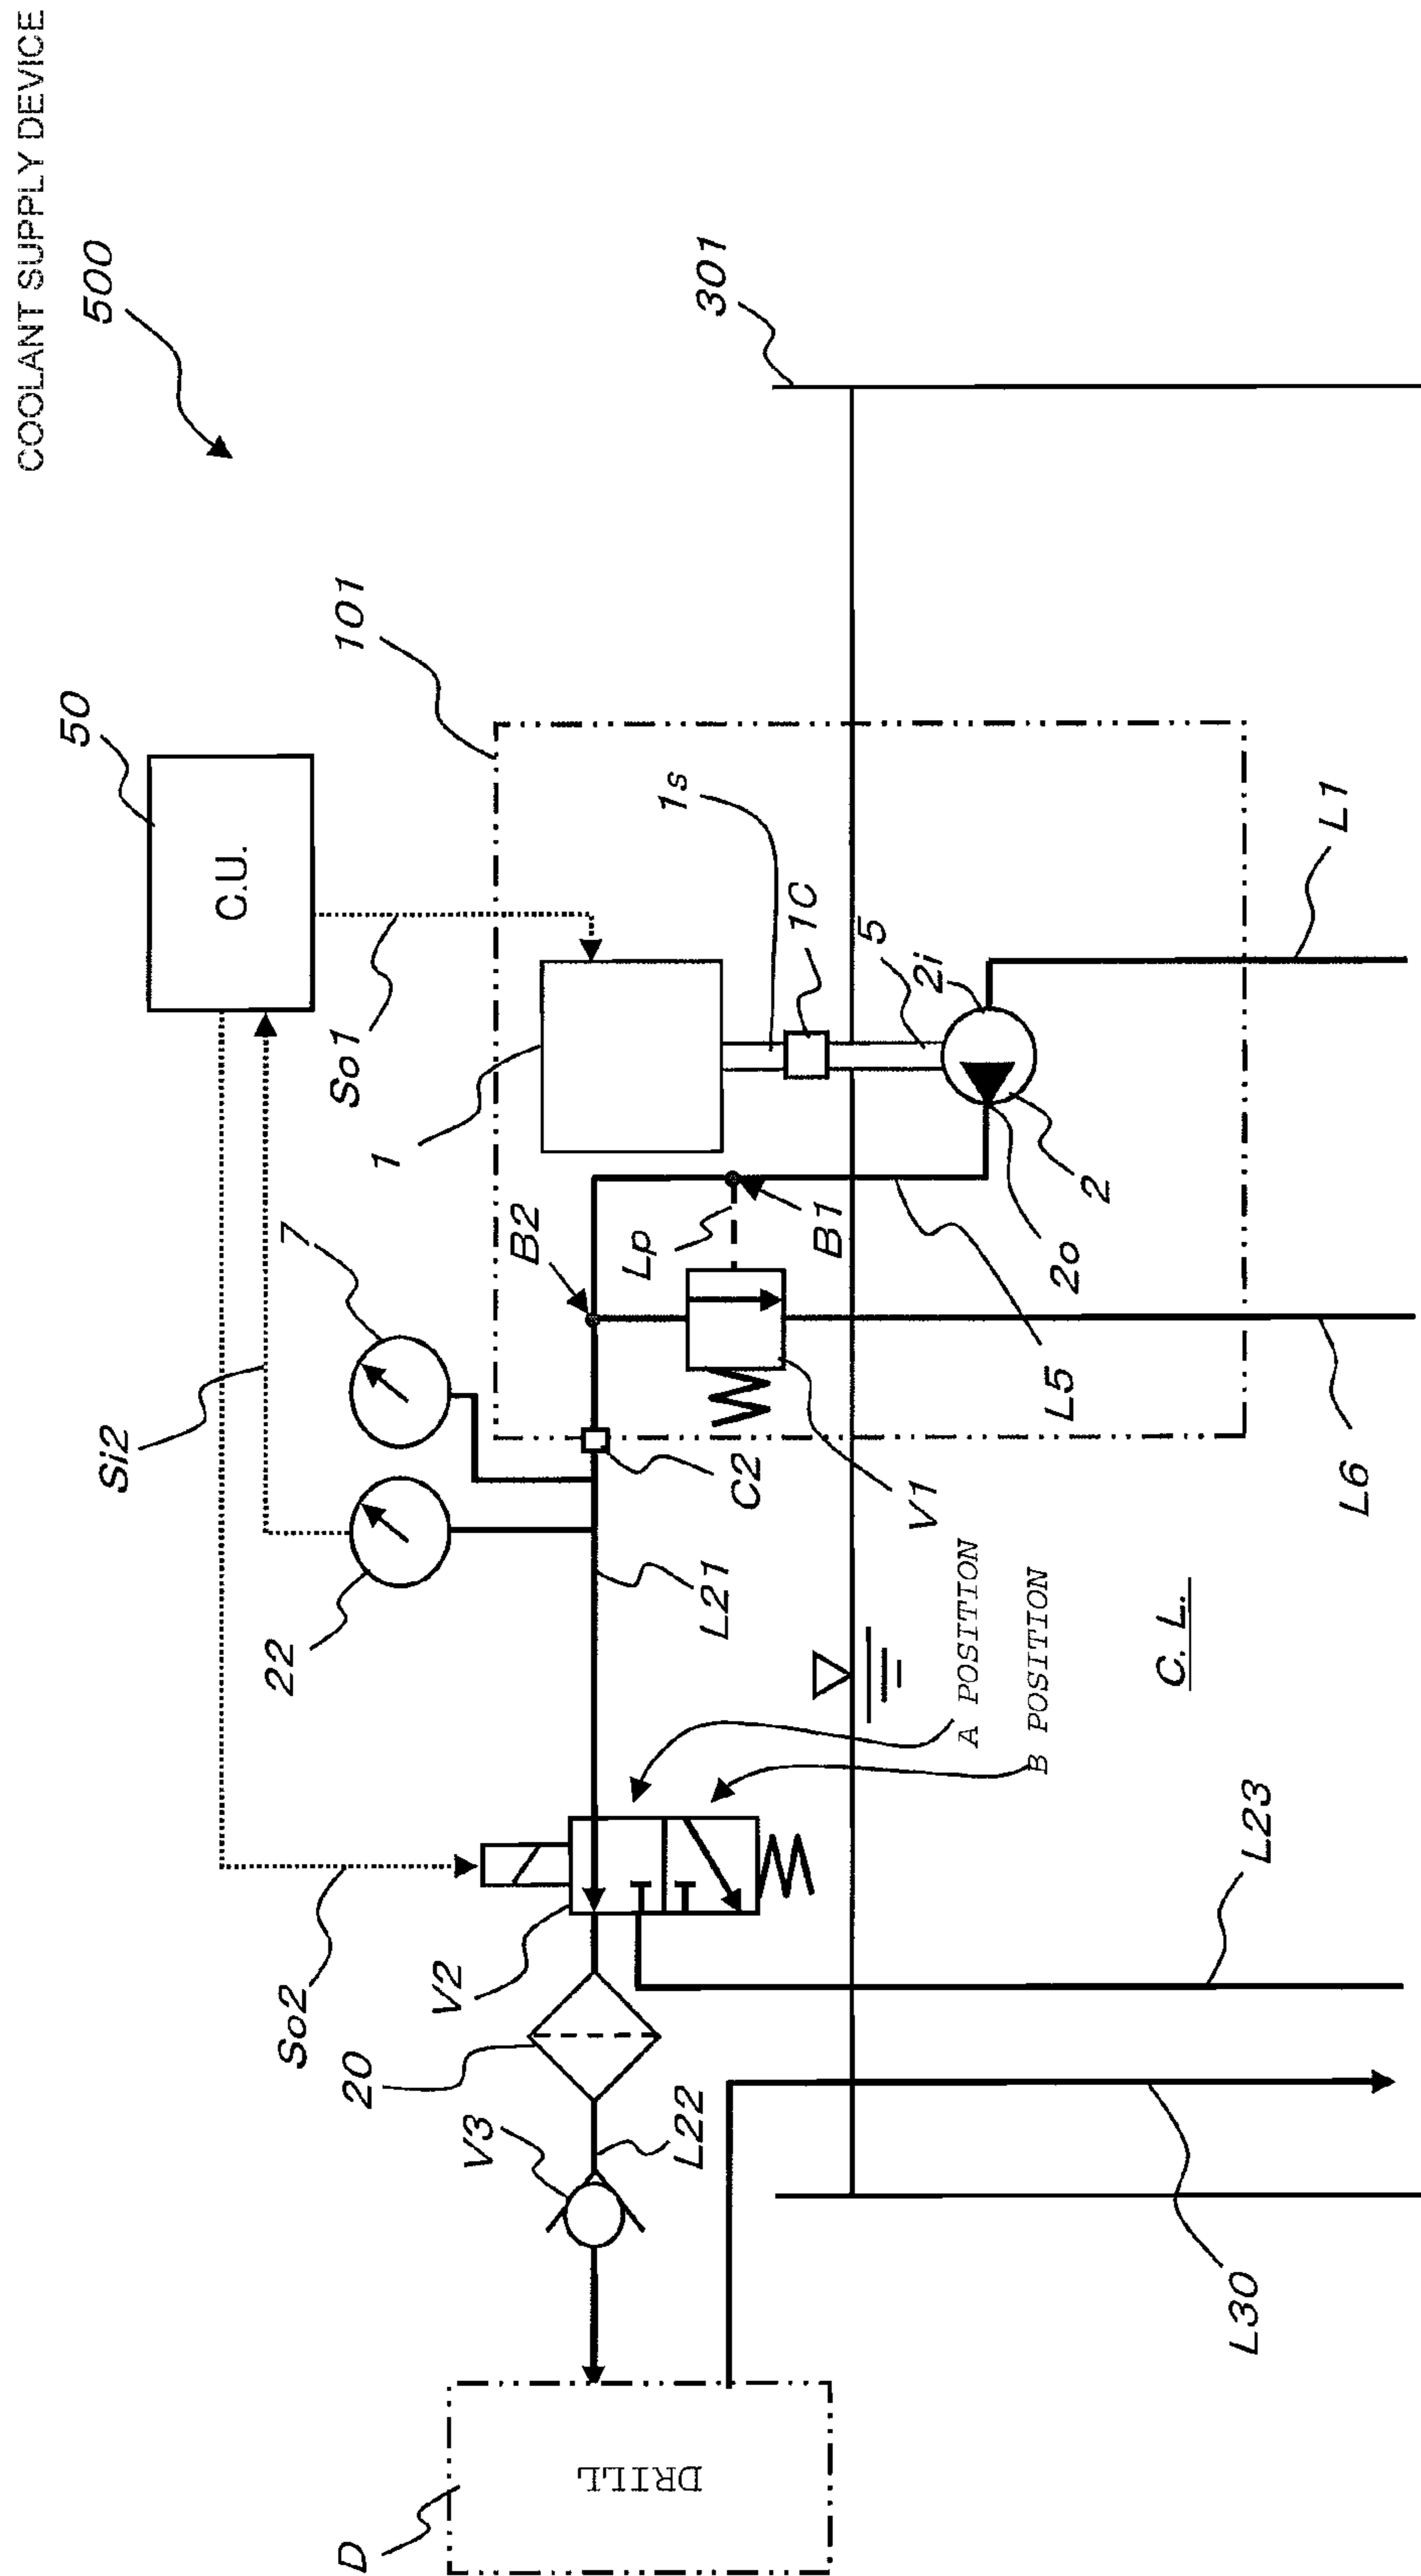 COOLANT SUPPLY DEVICE
500
301
50
C.U.
101
1s
1C
5
2i
L1
So1
1
2
2o
B1
B2
Lp
7
Si2
L5
C2
V1
L6
22
L21
A POSITION
B POSITION
C. L.
So2
V2
L23
20
V3
L22
L30
DRILL
D